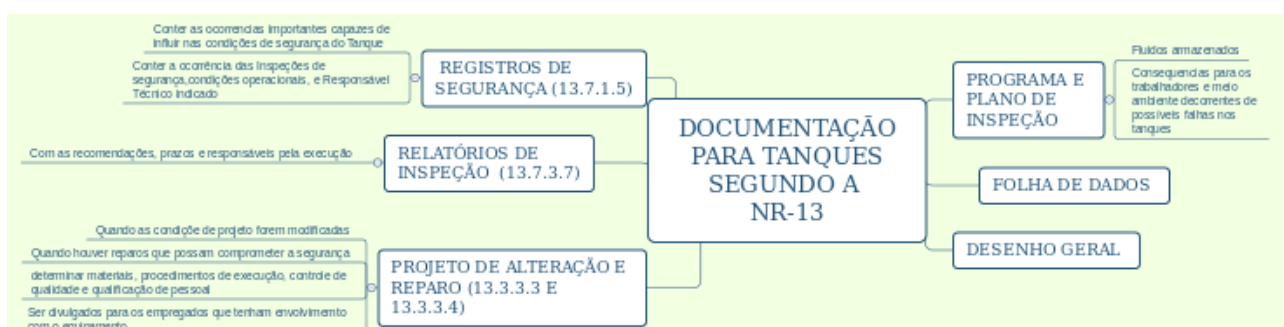 Conter as ocorrencias importantes capazes de
influir nas condições de segurança do Tanque
Conter a ocorrência das Inspeções de
segurança,condições operacionais, e Responsável
Técnico indicado
REGISTROS DE
SEGURANÇA (13.7.1.5)
Com as recomendações, prazos e responsáveis pela execução
RELATÓRIOS DE
INSPEÇÃO (13.7.3.7)
Quando as condiçõe de projeto forem modificadas
Quando houver reparos que possam comprometer a segurança
determinar materiais, procedimentos de execução, controle de
qualidade e qualificação de pessoal
Ser divulgados para os empregados que tenham envolvimemto
com o equipamento
PROJETO DE ALTERAÇÃO E
REPARO (13.3.3.3 E
13.3.3.4)
DOCUMENTAÇÃO
PARA TANQUES
SEGUNDO A
NR-13
PROGRAMA E
PLANO DE
INSPEÇÃO
Fluidos armazenados
Consequencias para os
trabalhadores e meio
ambiente decorrentes de
possíveis falhas nos
tanques
FOLHA DE DADOS
DESENHO GERAL